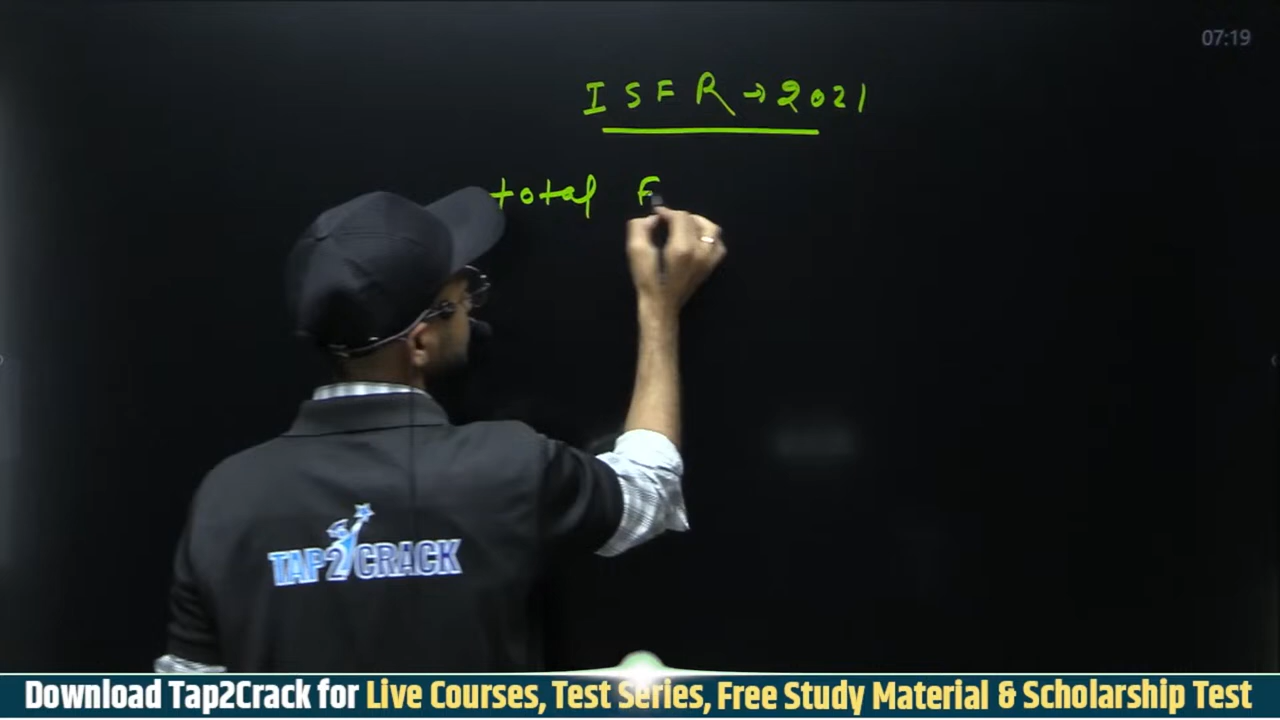 07:19
ISFR→2021
total F
TAP2CRACK
Download Tap2Crack for Live Courses, Test Series, Free Study Material & Scholarship Test